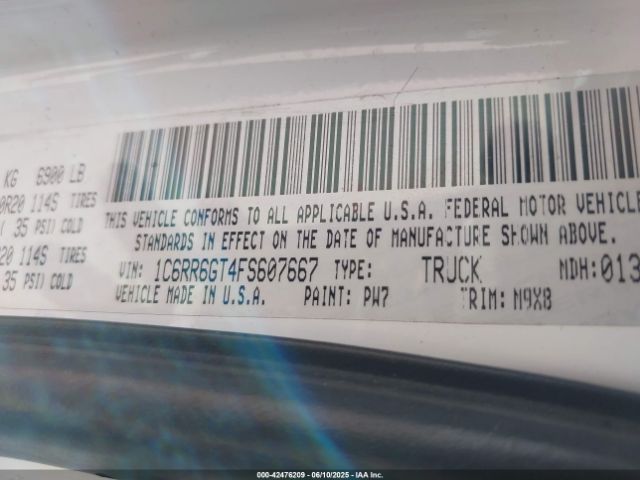 KG 6900 LB
0R20 114S TIRES
( 35 PSI) COLD
20 114S TIRES
35 PSI) COLD
THIS VEHICLE CONFORMS TO ALL APPLICABLE U.S.A. FEDERAL MOTOR VEHICLE
STANDARDS IN EFFECT ON THE DATE OF MANUFACTURE SHOWN ABOVE.
VIN: 1C6RR6GT4FS607667 TYPE: TRUCK NDH: 013
VEHICLE MADE IN U.S.A. PAINT: PW7 TRIM: M9X8
000-42476209 | 06/10/2025 | IAA Inc.